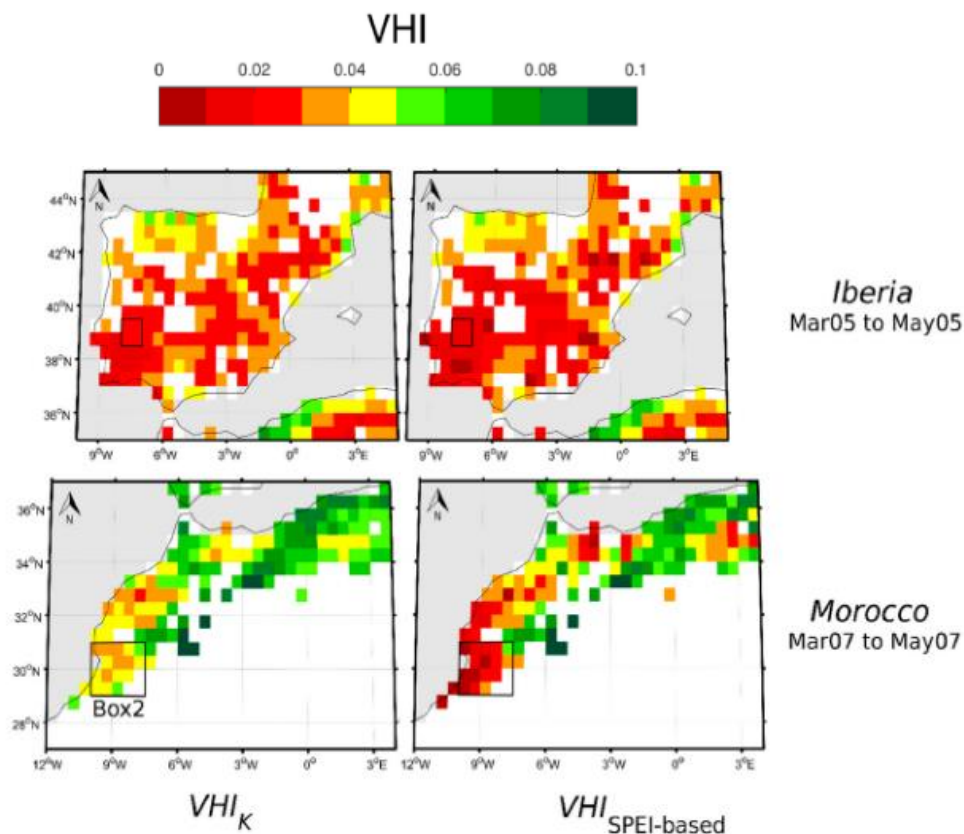 VHI
0 0.02 0.04 0.06 0.08 0.1
N
N
44°N
42°N
40°N
38°N
36°N
9°W 6°W 3°W 0° 3°E
9°W 6°W 3°W 0° 3°E
Iberia
Mar05 to May05
N
N
36°N
34°N
32°N
30°N
28°N
Box2
12°W 9°W 6°W 3°W 0° 3°E
12°W 9°W 6°W 3°W 0° 3°E
Morocco
Mar07 to May07
VHI_K
VHI_SPEI-based